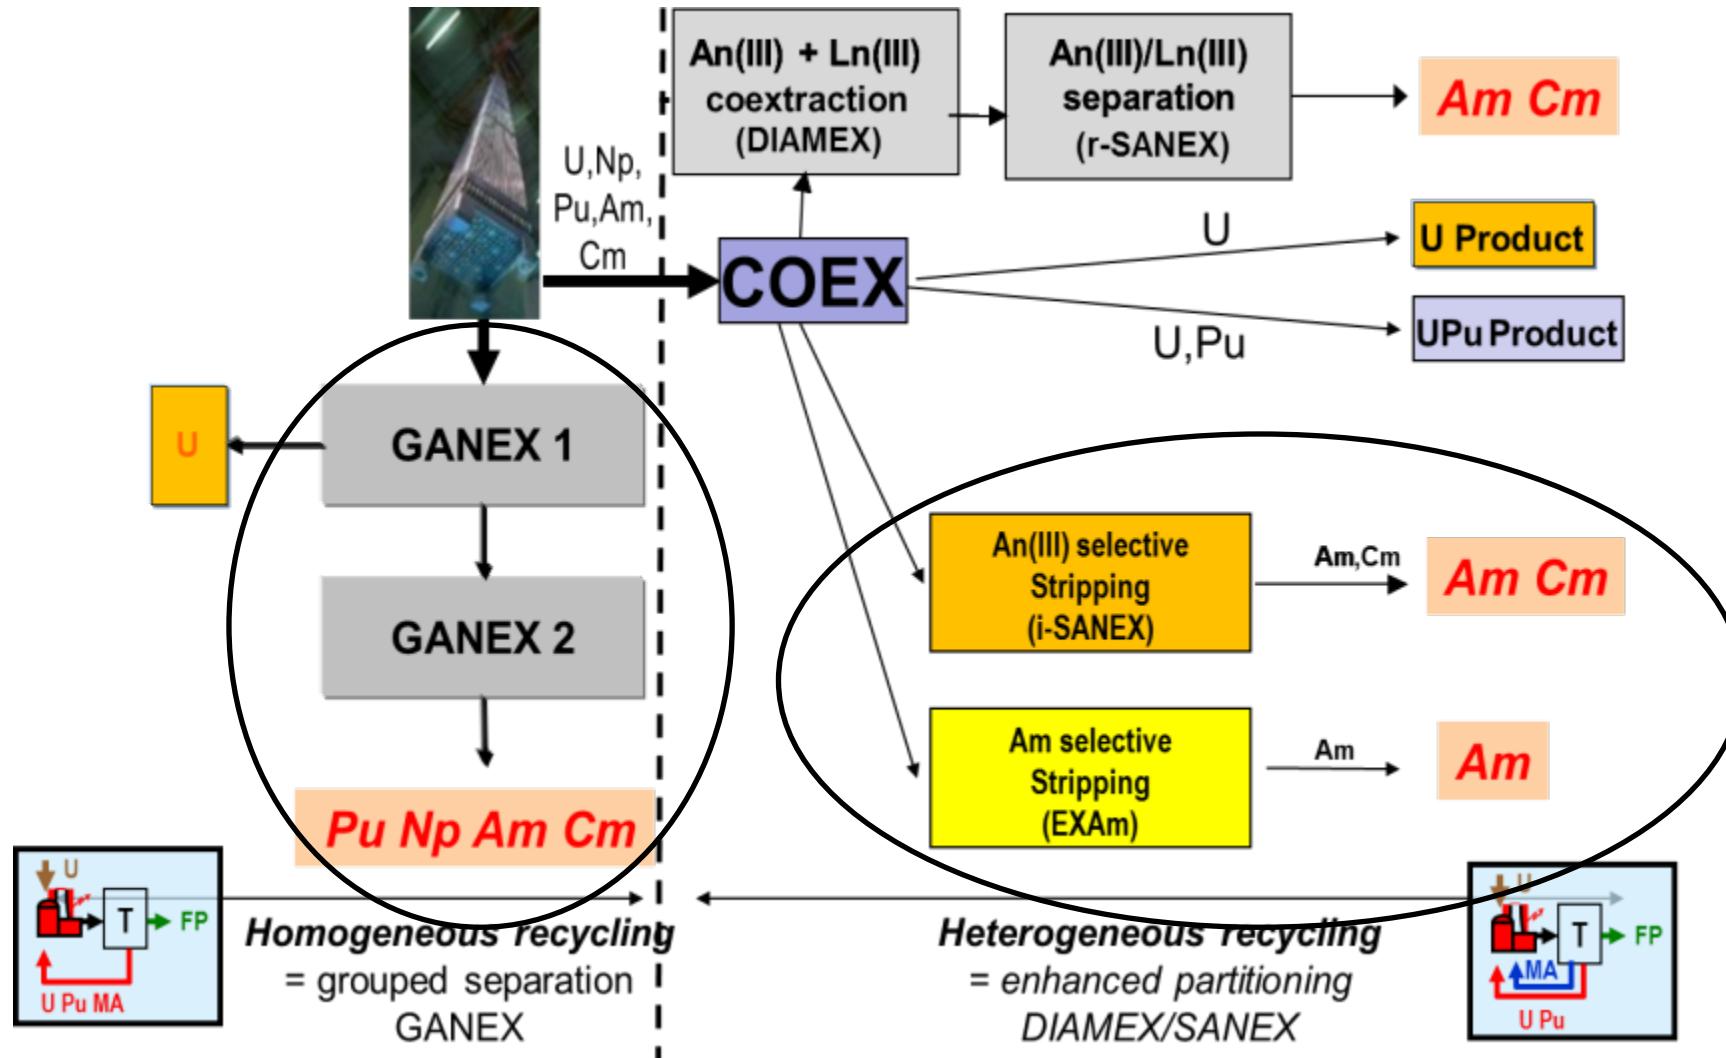 An(III) + Ln(III)
coextraction
(DIAMEX)
An(III)/Ln(III)
separation
(r-SANEX)
Am Cm
U,Np,
Pu,Am,
Cm
COEX
U
U Product
U,Pu
UPu Product
U
GANEX 1
GANEX 2
Pu Np Am Cm
An(III) selective
Stripping
(i-SANEX)
Am,Cm
Am Cm
Am selective
Stripping
(EXAm)
Am
Am
U
T
FP
U Pu MA
Homogeneous recycling
= grouped separation
GANEX
Heterogeneous recycling
= enhanced partitioning
DIAMEX/SANEX
U
T
FP
MA
U Pu